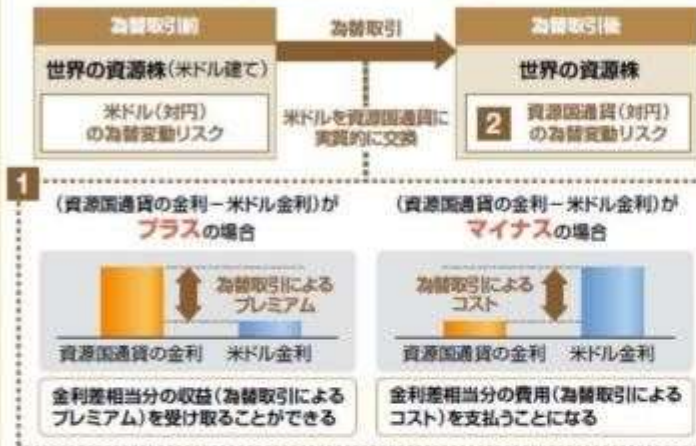 為替取引前
為替取引
為替取引後
世界の資源株(米ドル建て)
世界の資源株
米ドル(対円)
の為替変動リスク
米ドルを資源国通貨に
実質的に交換
2
資源国通貨(対円)
の為替変動リスク
1
(資源国通貨の金利-米ドル金利)が
プラスの場合
為替取引による
プレミアム
資源国通貨の金利
米ドル金利
金利差相当分の収益(為替取引による
プレミアム)を受け取ることができる
(資源国通貨の金利-米ドル金利)が
マイナスの場合
為替取引による
コスト
資源国通貨の金利
米ドル金利
金利差相当分の費用(為替取引による
コスト)を支払うことになる